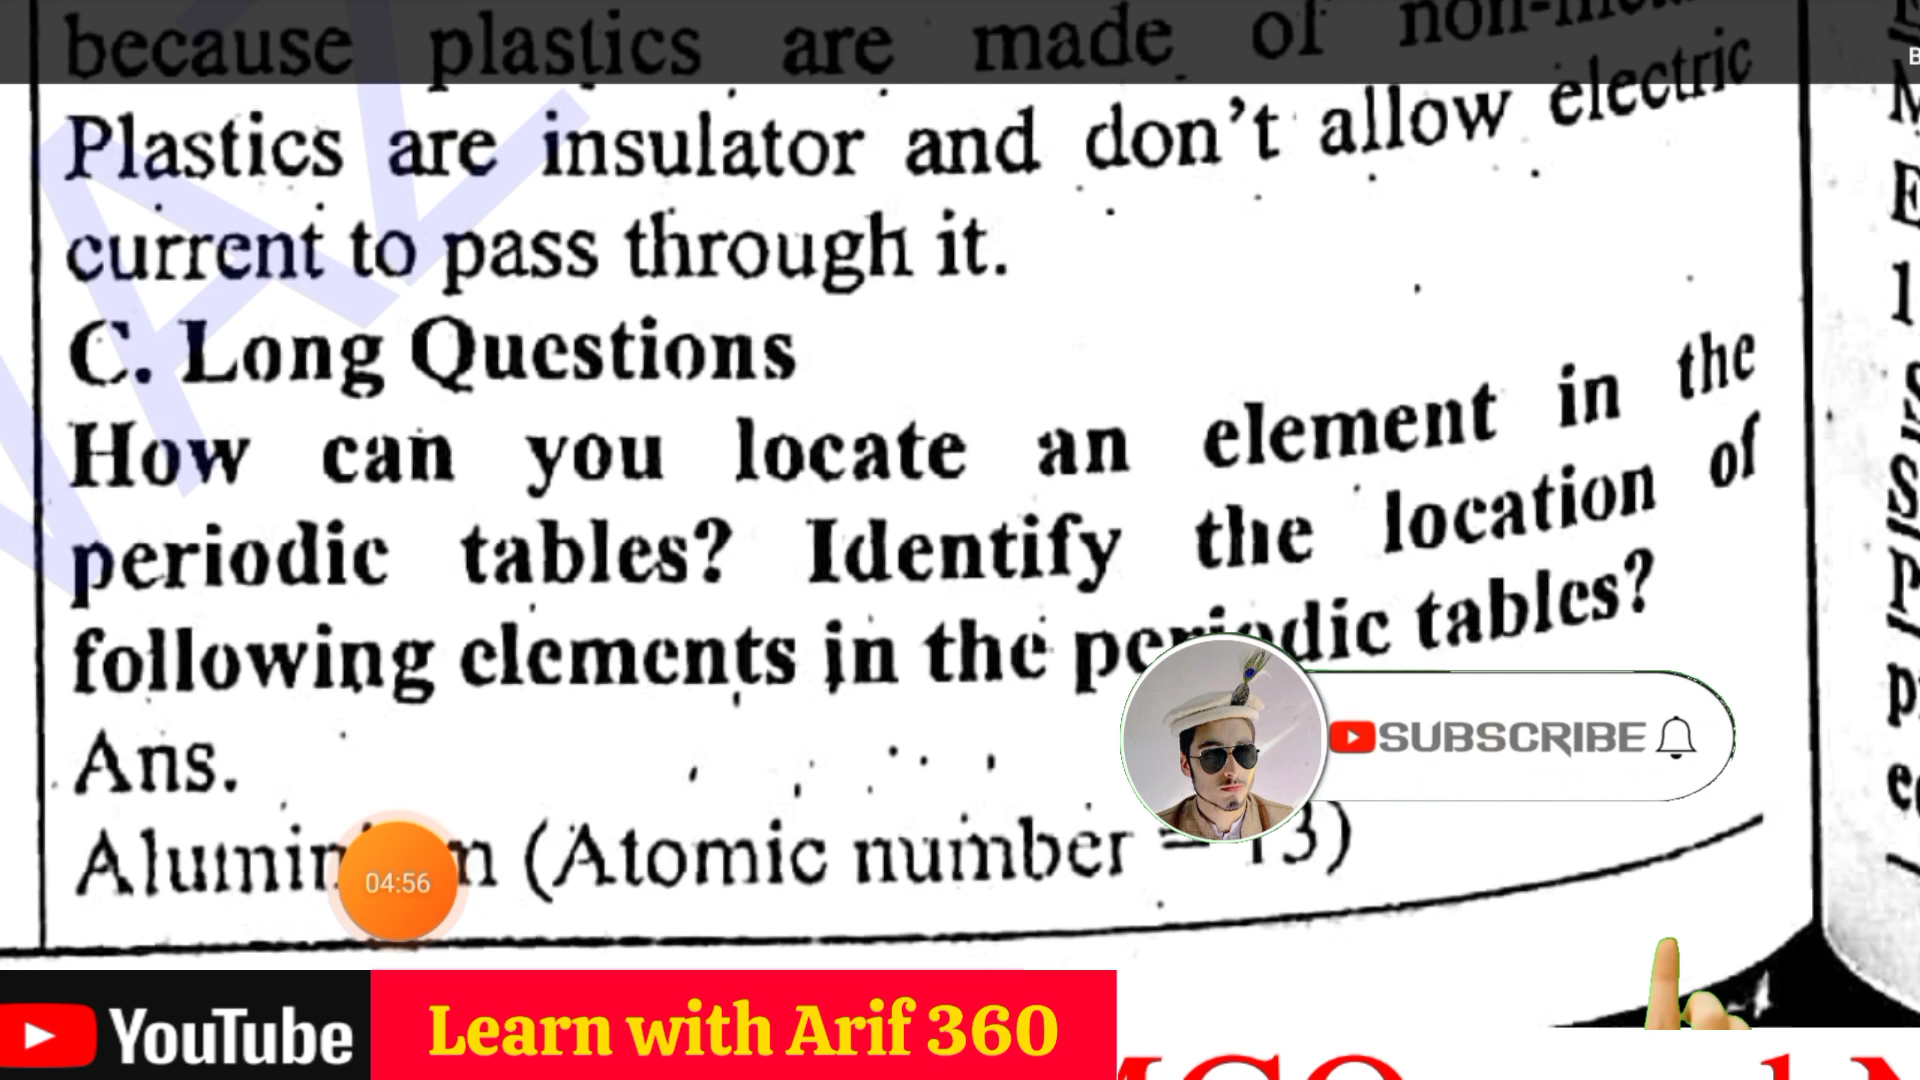 because plastics are made of
Plastics are insulator and don't allow electric
current to pass through it.
C. Long Questions
How can you locate an element in the
periodic tables? Identify the location of
following elements in the periodic tables?
Ans.
SUBSCRIBE
(Atomic number = 13)
04:56
YouTube
Learn with Arif 360